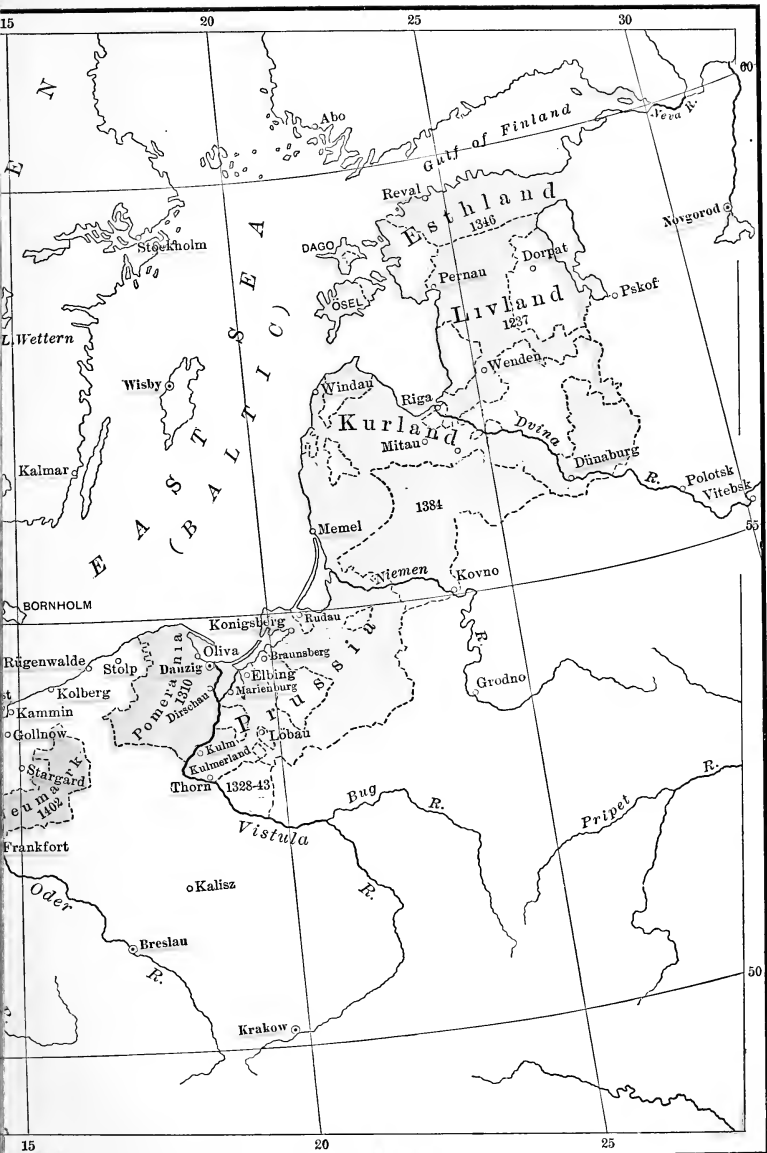 15 20 25 30
60
N
E
Abo
Gulf of Finland
Neva R.
Reval
Esthland
1346
Novgorod
Stockholm
DAGO
Dorpat
Pernau
ÖSEL
Pskof
Livland
1237
L. Wettern
EAST SEA
(BALTIC)
Wisby
Wenden
Windau
Riga
Kurland
Mitau
Dvina R.
Kalmar
Dünaburg
Polotsk
Vitebsk
1384
55
Memel
Niemen R.
Kovno
BORNHOLM
Konigsberg
Rudau
Oliva
Rügenwalde
Stolp
Danzig
Braunsberg
Elbing
Marienburg
Prussia
Grodno
Pomerania
1310
Dirschau
Kolberg
st
Kammin
Gollnow
Kulm
Löbau
Kulmerland
Stargard
eumark
1402
Thorn
1328-43
Bug R.
Pripet R.
Vistula R.
Frankfort
Oder R.
Kalisz
Breslau
50
Krakow
15 20 25